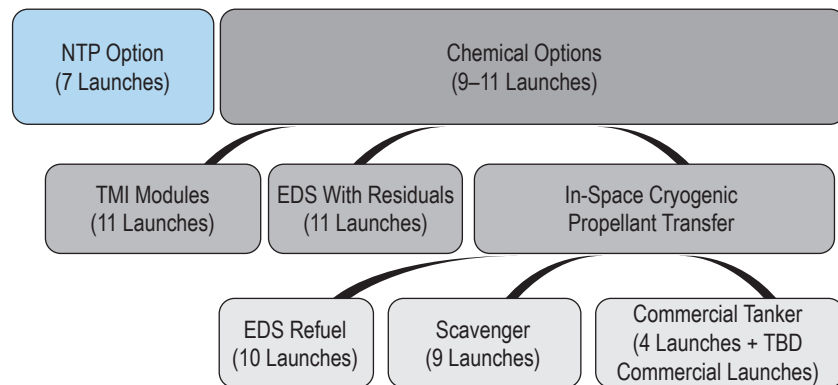 NTP Option
(7 Launches)
Chemical Options
(9–11 Launches)
TMI Modules
(11 Launches)
EDS With Residuals
(11 Launches)
In-Space Cryogenic
Propellant Transfer
EDS Refuel
(10 Launches)
Scavenger
(9 Launches)
Commercial Tanker
(4 Launches + TBD
Commercial Launches)